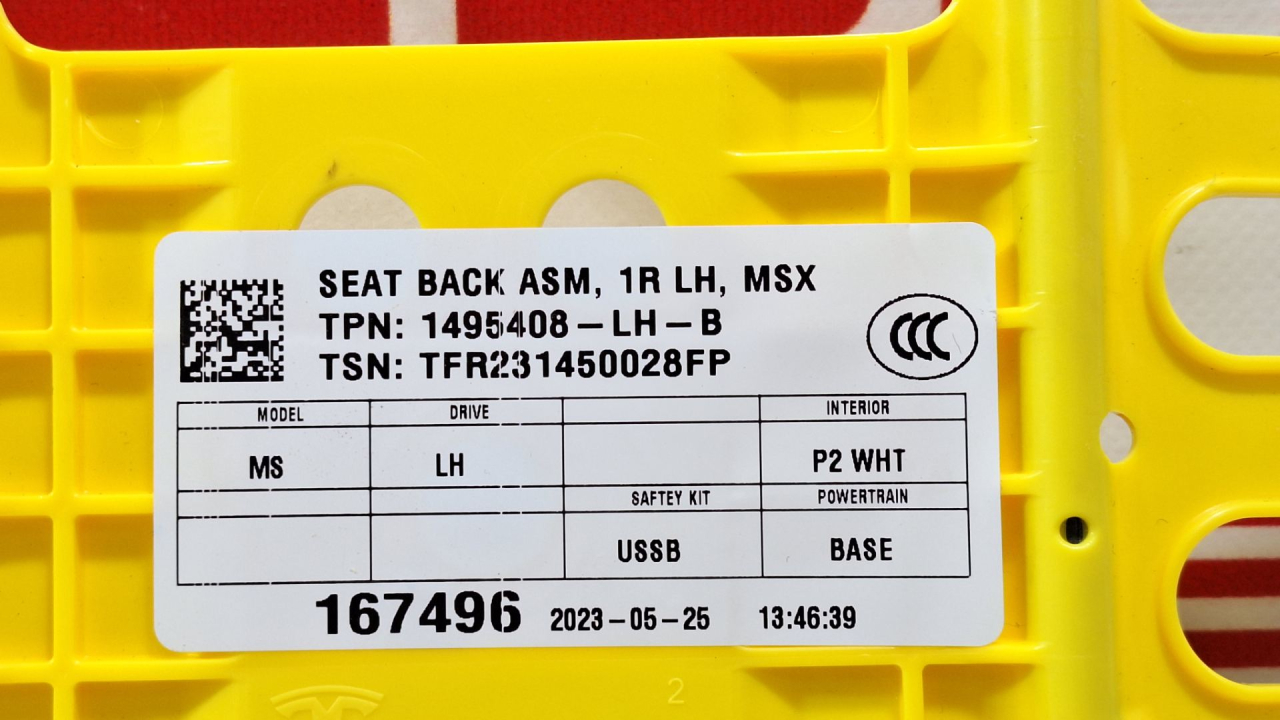 SEAT BACK ASM, 1R LH, MSX
TPN: 1495408-LH-B
TSN: TFR231450028FP
CCC
MODEL DRIVE INTERIOR
MS LH P2 WHT
SAFTEY KIT POWERTRAIN
USSB BASE
167496 2023-05-25 13:46:39
2